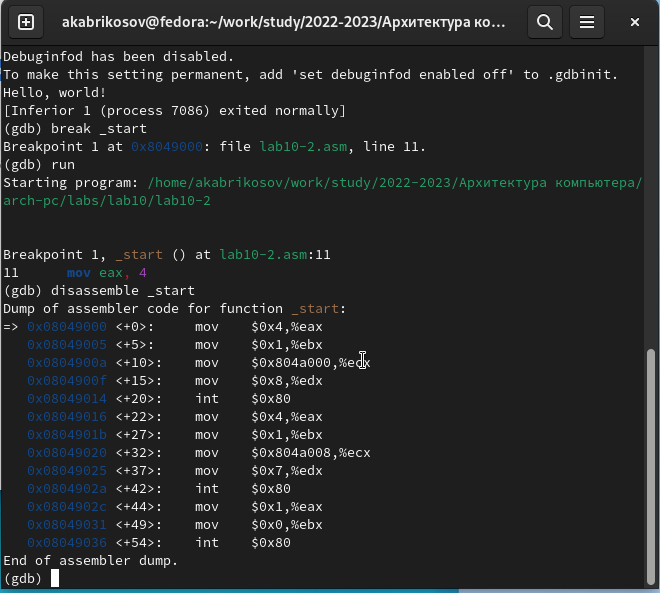 akabrikosov@fedora:~/work/study/2022-2023/Архитектура ко...
Debuginfod has been disabled.
To make this setting permanent, add 'set debuginfod enabled off' to .gdbinit.
Hello, world!
[Inferior 1 (process 7086) exited normally]
(gdb) break _start
Breakpoint 1 at 0x8049000: file lab10-2.asm, line 11.
(gdb) run
Starting program: /home/akabrikosov/work/study/2022-2023/Архитектура компьютера/
arch-pc/labs/lab10/lab10-2
Breakpoint 1, _start () at lab10-2.asm:11
11      mov eax, 4
(gdb) disassemble _start
Dump of assembler code for function _start:
=> 0x08049000 <+0>:     mov    $0x4,%eax
   0x08049005 <+5>:     mov    $0x1,%ebx
   0x0804900a <+10>:    mov    $0x804a000,%ecx
   0x0804900f <+15>:    mov    $0x8,%edx
   0x08049014 <+20>:    int    $0x80
   0x08049016 <+22>:    mov    $0x4,%eax
   0x0804901b <+27>:    mov    $0x1,%ebx
   0x08049020 <+32>:    mov    $0x804a008,%ecx
   0x08049025 <+37>:    mov    $0x7,%edx
   0x0804902a <+42>:    int    $0x80
   0x0804902c <+44>:    mov    $0x1,%eax
   0x08049031 <+49>:    mov    $0x0,%ebx
   0x08049036 <+54>:    int    $0x80
End of assembler dump.
(gdb)